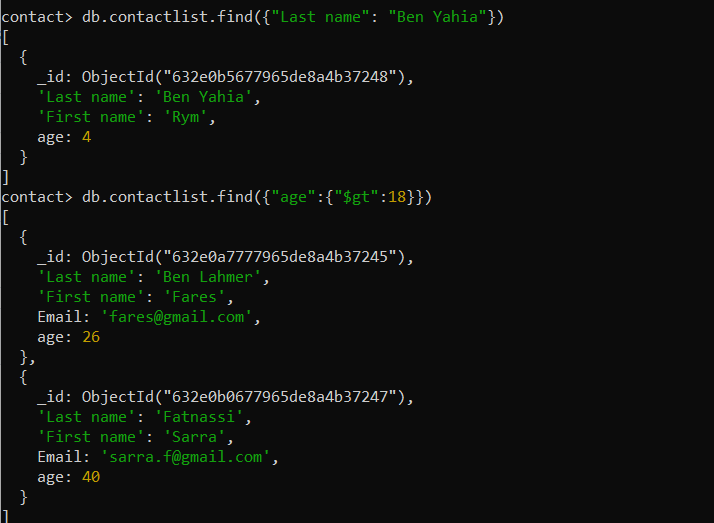 contact> db.contactlist.find({"Last name": "Ben Yahia"})
[
  {
    _id: ObjectId("632e0b5677965de8a4b37248"),
    'Last name': 'Ben Yahia',
    'First name': 'Rym',
    age: 4
  }
]
contact> db.contactlist.find({"age":{"$gt":18}})
[
  {
    _id: ObjectId("632e0a7777965de8a4b37245"),
    'Last name': 'Ben Lahmer',
    'First name': 'Fares',
    Email: 'fares@gmail.com',
    age: 26
  },
  {
    _id: ObjectId("632e0b0677965de8a4b37247"),
    'Last name': 'Fatnassi',
    'First name': 'Sarra',
    Email: 'sarra.f@gmail.com',
    age: 40
  }
]